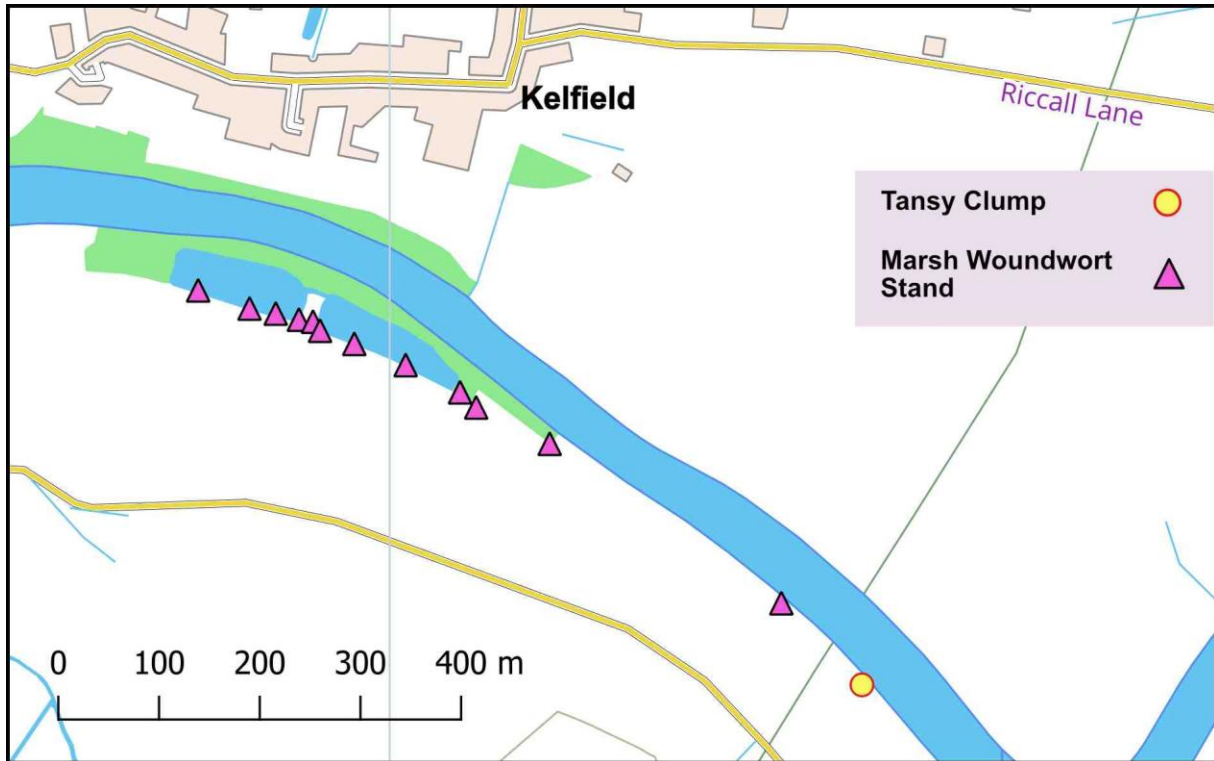 Kelfield
Riccall Lane
Tansy Clump
Marsh Woundwort
Stand
0 100 200 300 400 m